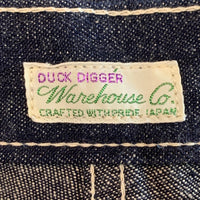 DUCK DIGGER
Warehouse Co.
CRAFTED WITH PRIDE, JAPAN